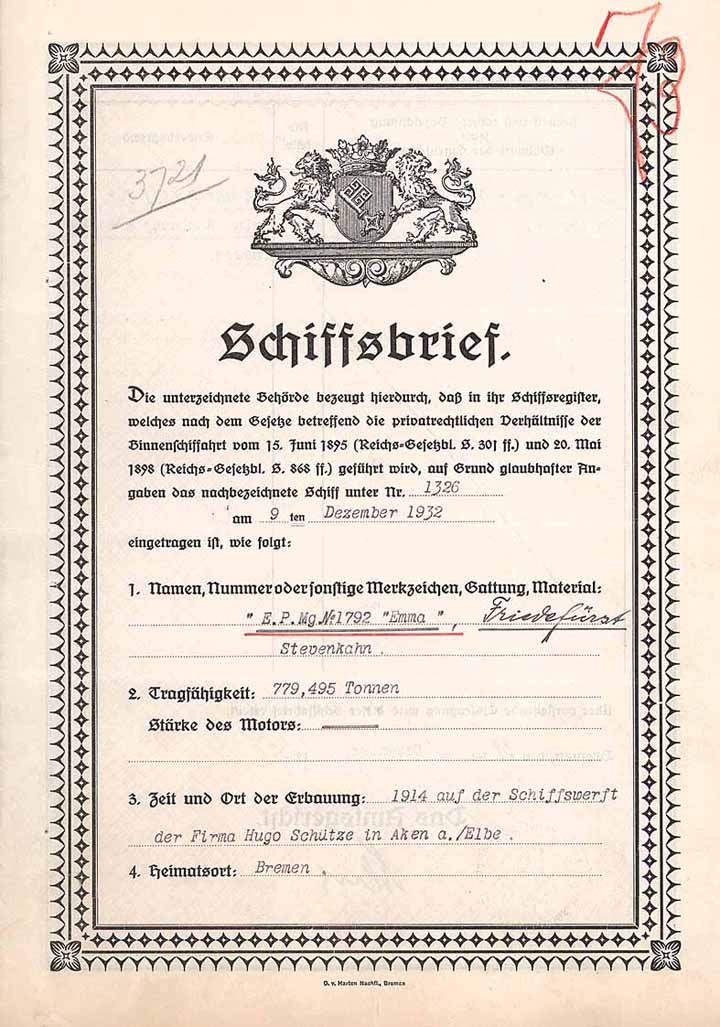 3721
Schiffsbrief.
Die unterzeichnete Behörde bezeugt hierdurch, daß in ihr Schiffsregister,
welches nach dem Gesetze betreffend die privatrechtlichen Verhältnisse der
Binnenschiffahrt vom 15. Juni 1895 (Reichs-Gesetzbl. S. 301 ff.) und 20. Mai
1898 (Reichs-Gesetzbl. S. 868 ff.) geführt wird, auf Grund glaubhafter An-
gaben das nachbezeichnete Schiff unter Nr. 1326
am 9 ten Dezember 1932
eingetragen ist, wie folgt:
1. Namen, Nummer oder sonstige Merkzeichen, Gattung, Material:
" E.P.Mg.№1792 "Emma ", Friedefürst
Stevenkahn.
2. Tragfähigkeit: 779,495 Tonnen
Stärke des Motors:
3. Zeit und Ort der Erbauung: 1914 auf der Schiffswerft
der Firma Hugo Schütze in Aken a./Elbe.
4. Heimatsort: Bremen.
D. v. Harten Nachfl., Bremen